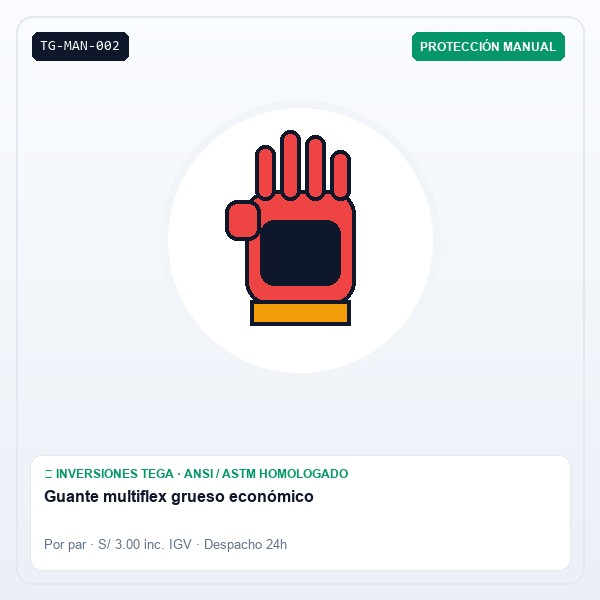 TG-MAN-002
PROTECCIÓN MANUAL
INVERSIONES TEGA · ANSI / ASTM HOMOLOGADO
Guante multiflex grueso económico
Por par · S/ 3.00 inc. IGV · Despacho 24h